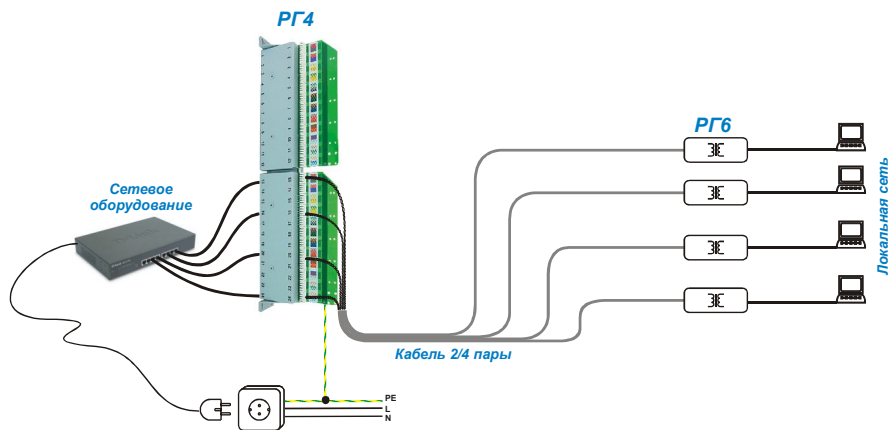 РГ4
РГ6
Сетевое
оборудование
Локальная сеть
Кабель 2/4 пары
PE
L
N